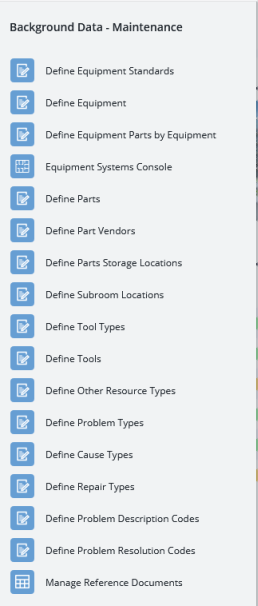 Background Data - Maintenance
Define Equipment Standards
Define Equipment
Define Equipment Parts by Equipment
Equipment Systems Console
Define Parts
Define Part Vendors
Define Parts Storage Locations
Define Subroom Locations
Define Tool Types
Define Tools
Define Other Resource Types
Define Problem Types
Define Cause Types
Define Repair Types
Define Problem Description Codes
Define Problem Resolution Codes
Manage Reference Documents